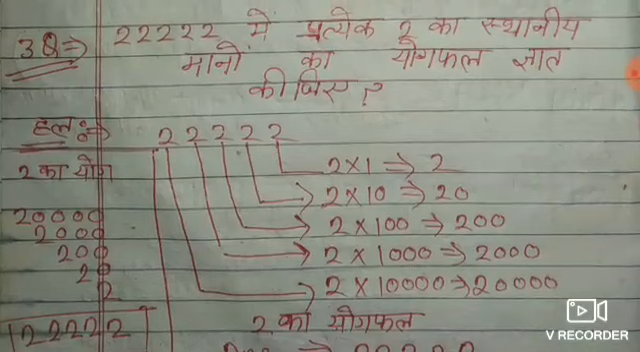 3Q⇒ 22222 में प्रत्येक 2 का स्थानीय
मानों का योगफल ज्ञात
कीजिए ?
हलः⇒ 22222
2 का योग
20000
2000
200
20
2
22222
2×1 ⇒ 2
2×10 ⇒ 20
2×100 ⇒ 200
2×1000 ⇒ 2000
2×10000 ⇒ 20000
2 का योगफल
V RECORDER